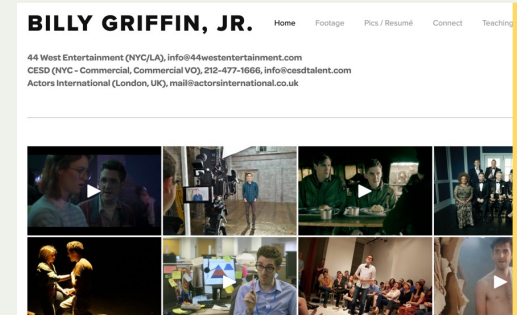 BILLY GRIFFIN, JR.
Home Footage Pics / Resumé Connect Teaching
44 West Entertainment (NYC/LA), info@44westentertainment.com
CESD (NYC - Commercial, Commercial VO), 212-477-1666, info@cesdtalent.com
Actors International (London, UK), mail@actorsinternational.co.uk